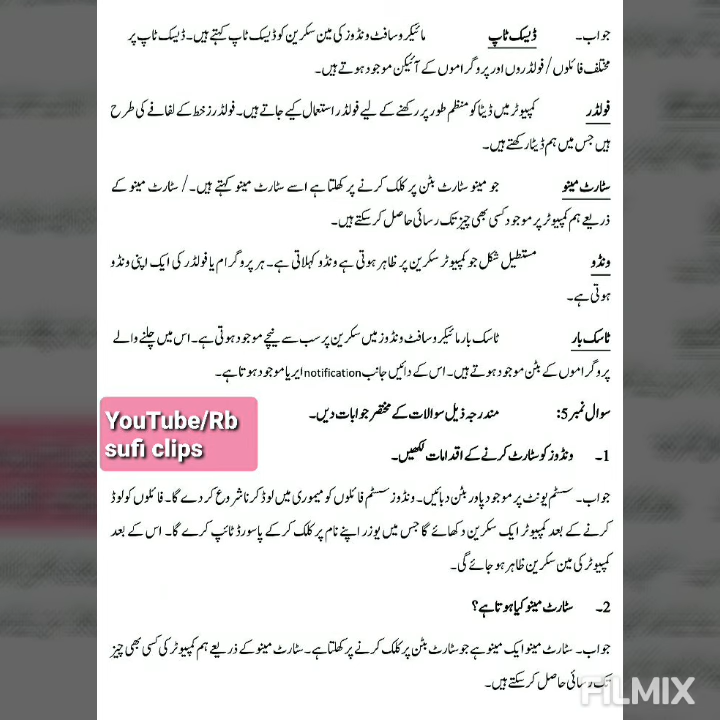 جواب۔ ڈیسک ٹاپ مائیکروسافٹ ونڈوز کی مین سکرین کو ڈیسک ٹاپ کہتے ہیں۔ ڈیسک ٹاپ پر
مختلف فائلوں/فولڈروں اور پروگراموں کے آئیکن موجود ہوتے ہیں۔
فولڈر کمپیوٹر میں ڈیٹا کو منظم طور پر رکھنے کے لیے فولڈر استعمال کیے جاتے ہیں۔ فولڈرز خط کے لفافے کی طرح
ہیں جس میں ہم ڈیٹا رکھتے ہیں۔
سٹارٹ مینو جو مینو سٹارٹ بٹن پر کلک کرنے پر کھلتا ہے اسے سٹارٹ مینو کہتے ہیں۔/ سٹارٹ مینو کے
ذریعے ہم کمپیوٹر پر موجود کسی بھی چیز تک رسائی حاصل کر سکتے ہیں۔
ونڈو مستطیل شکل جو کمپیوٹر سکرین پر ظاہر ہوتی ہے ونڈو کہلاتی ہے۔ ہر پروگرام یا فولڈر کی ایک اپنی ونڈو
ہوتی ہے۔
ٹاسک بار ٹاسک بار مائیکروسافٹ ونڈوز میں سکرین پر سب سے نیچے موجود ہوتی ہے۔ اس میں چلنے والے
پروگراموں کے بٹن موجود ہوتے ہیں۔ اس کے دائیں جانب notification ایریا موجود ہوتا ہے۔
سوال نمبر 5: مندرجہ ذیل سوالات کے مختصر جوابات دیں۔
YouTube/Rb
sufi clips
1۔ ونڈوز کو سٹارٹ کرنے کے اقدامات لکھیں۔
جواب۔ سسٹم یونٹ پر موجود پاور بٹن دبائیں۔ ونڈوز سسٹم فائلوں کو میموری میں لوڈ کرنا شروع کر دے گا۔ فائلوں کو لوڈ
کرنے کے بعد کمپیوٹر ایک سکرین دکھائے گا جس میں یوزر اپنے نام پر کلک کر کے پاسورڈ ٹائپ کرے گا۔ اس کے بعد
کمپیوٹر کی مین سکرین ظاہر ہو جائے گی۔
2۔ سٹارٹ مینو کیا ہوتا ہے؟
جواب۔ سٹارٹ مینو ایک مینو ہے جو سٹارٹ بٹن پر کلک کرنے پر کھلتا ہے۔ سٹارٹ مینو کے ذریعے ہم کمپیوٹر کی کسی بھی چیز
تک رسائی حاصل کر سکتے ہیں۔
FILMIX